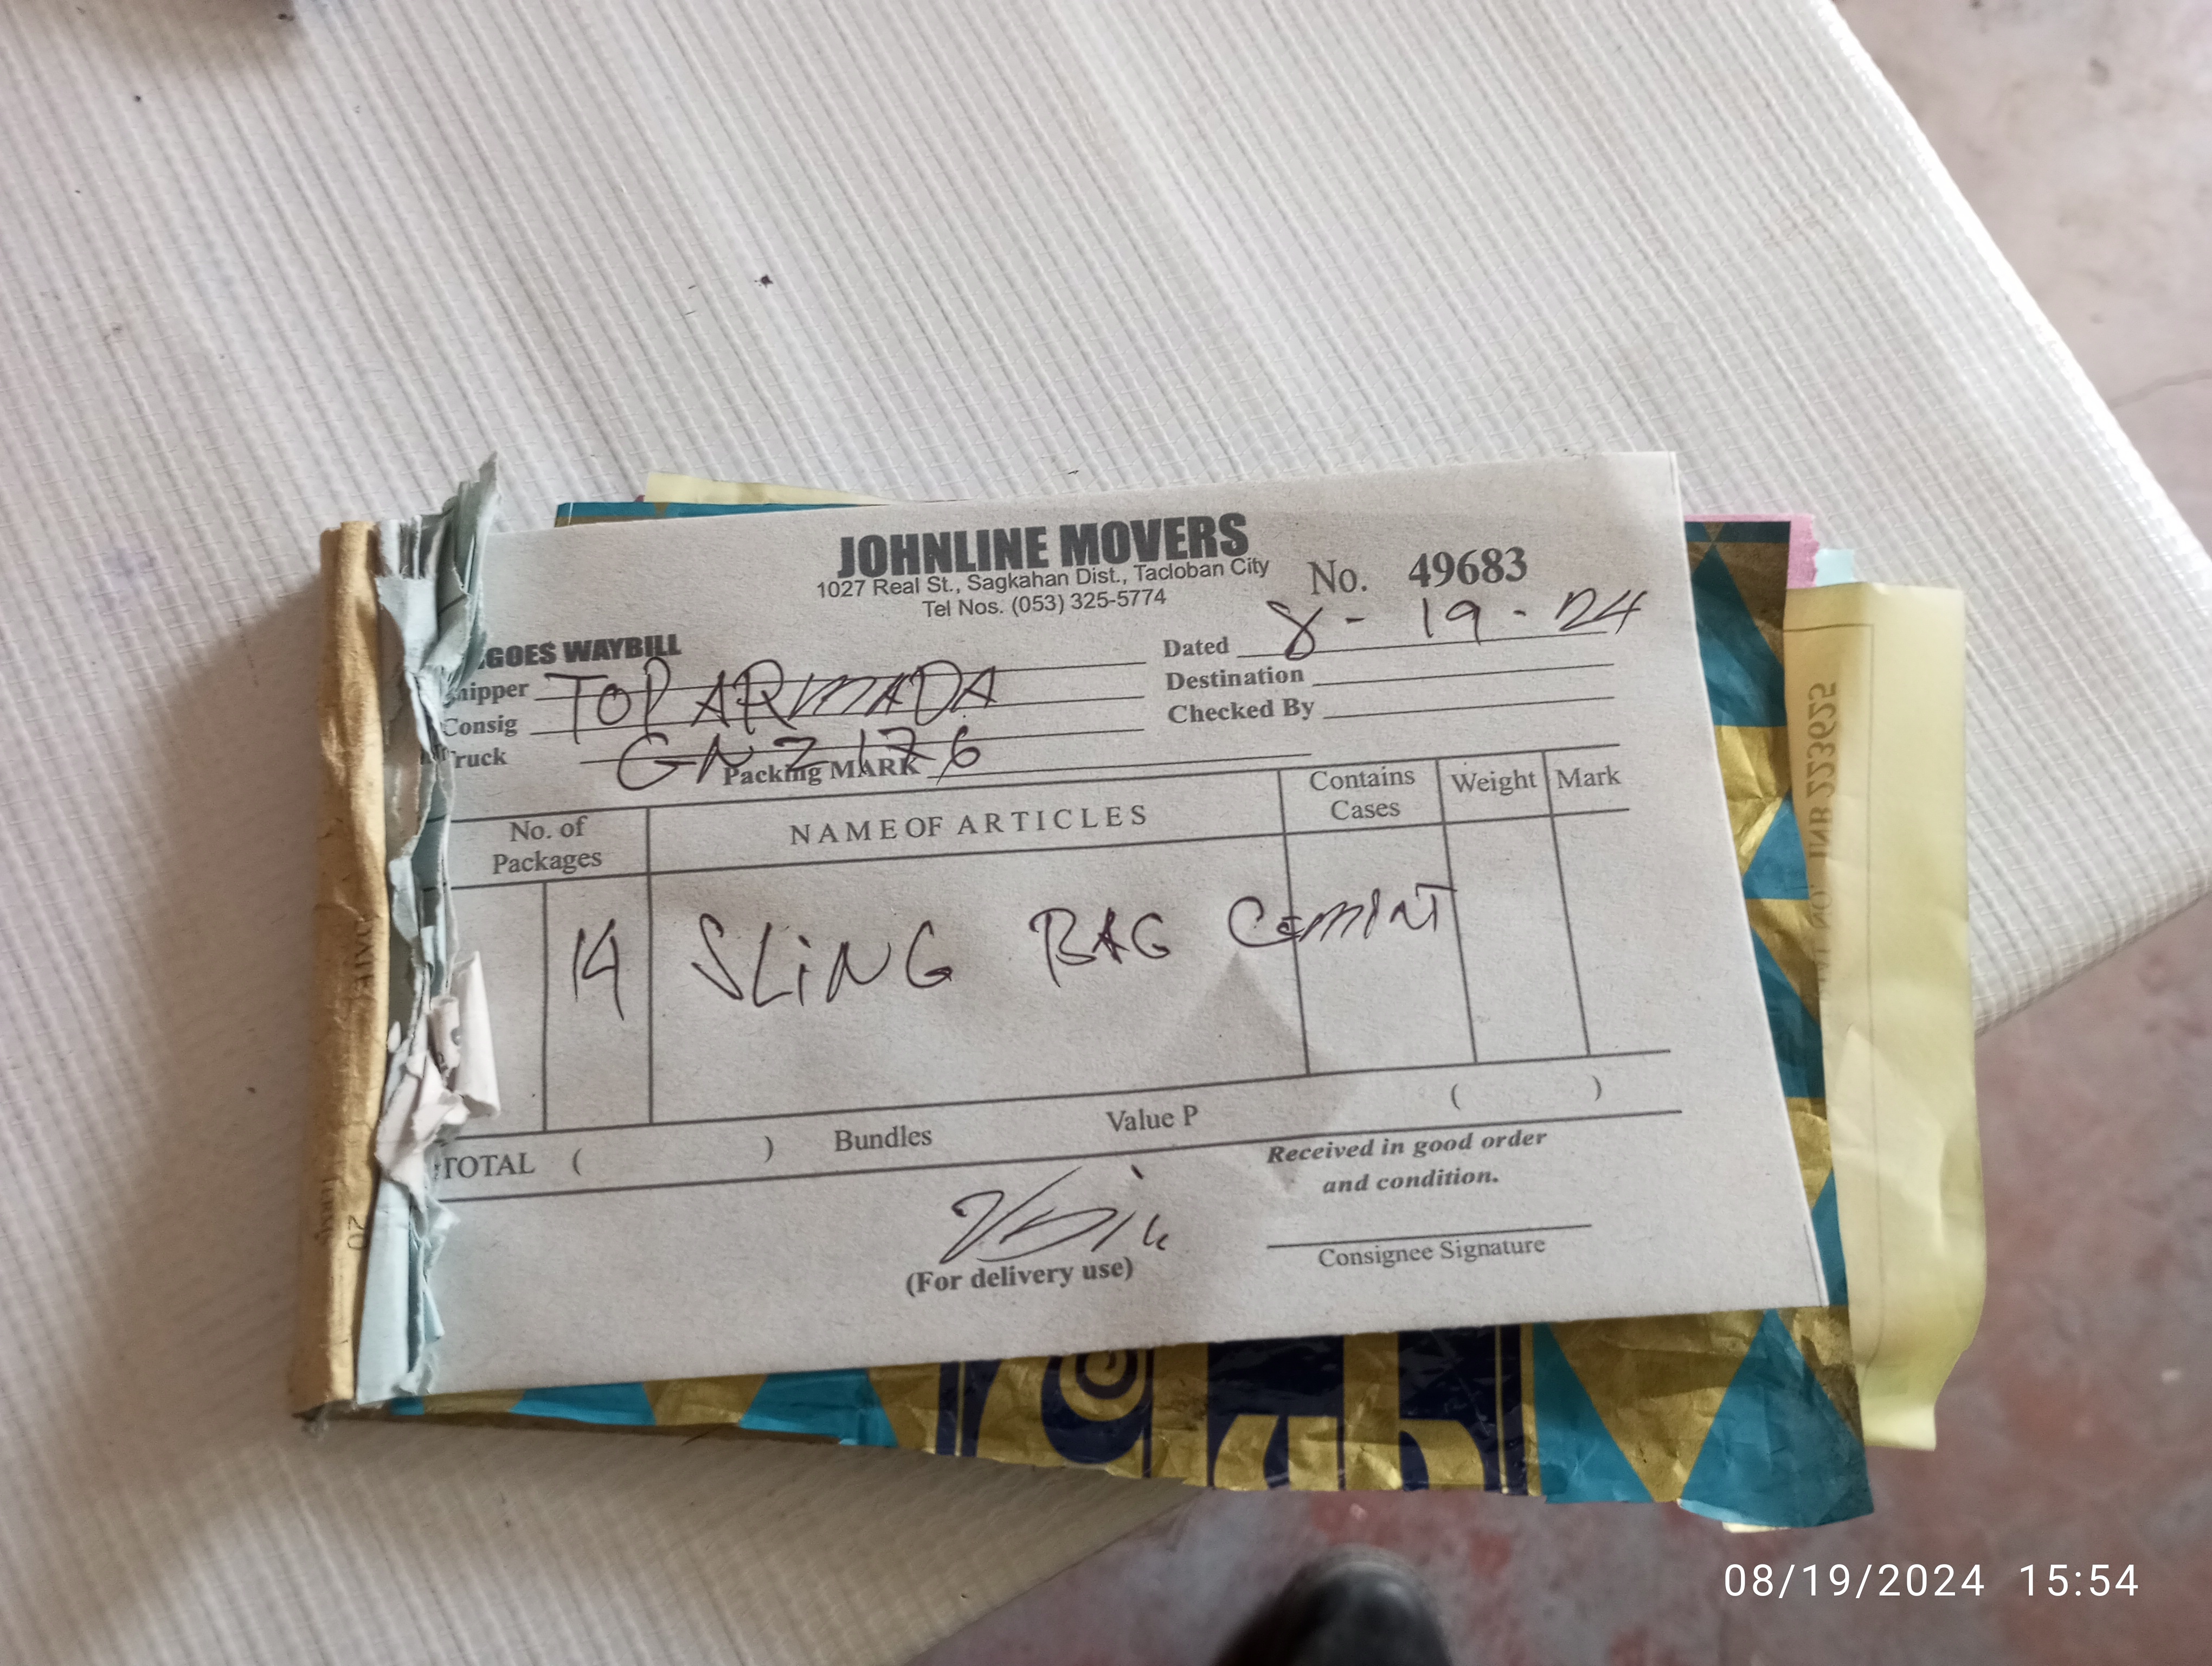 JOHNLINE MOVERS
1027 Real St., Sagkahan Dist., Tacloban City
Tel Nos. (053) 325-5774
No. 49683
GOES WAYBILL
Dated 8-19-24
hipper TOP ARMADA
Destination
Consig
Checked By
Truck GNZ 176
Packing MARK
No. of Packages
NAME OF ARTICLES
Contains Cases
Weight
Mark
14 SLiNG BAG CemeNT
TOTAL ( ) Bundles Value P ( )
Received in good order
and condition.
(For delivery use)
Consignee Signature
INB 223625
08/19/2024 15:54